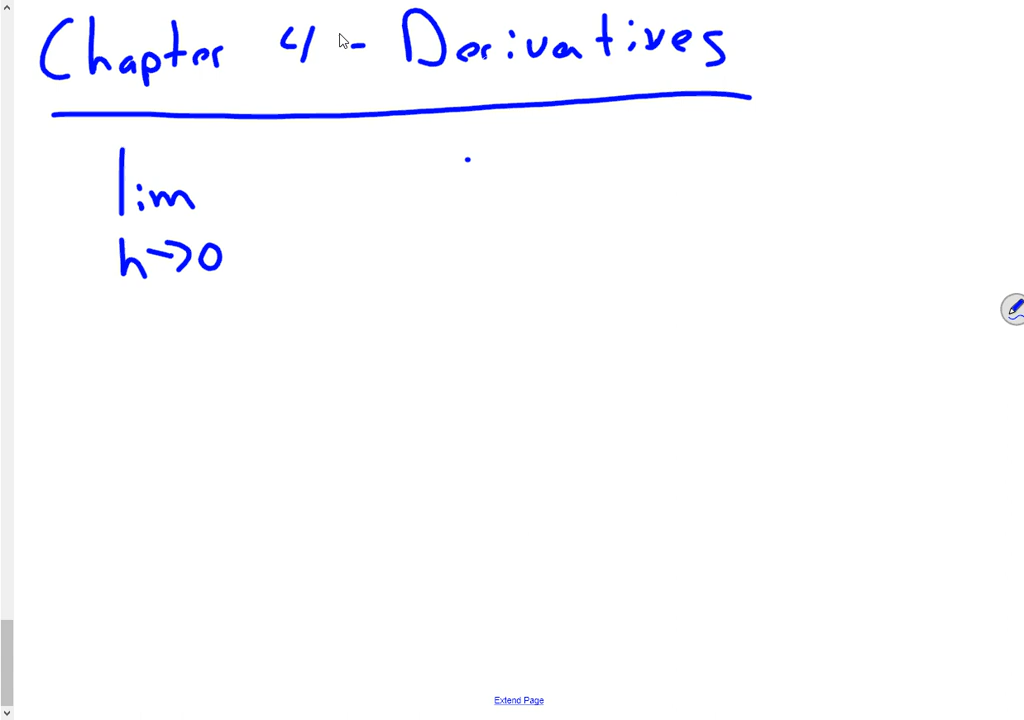 Chapter 4 - Derivatives
lim
h→0
Extend Page